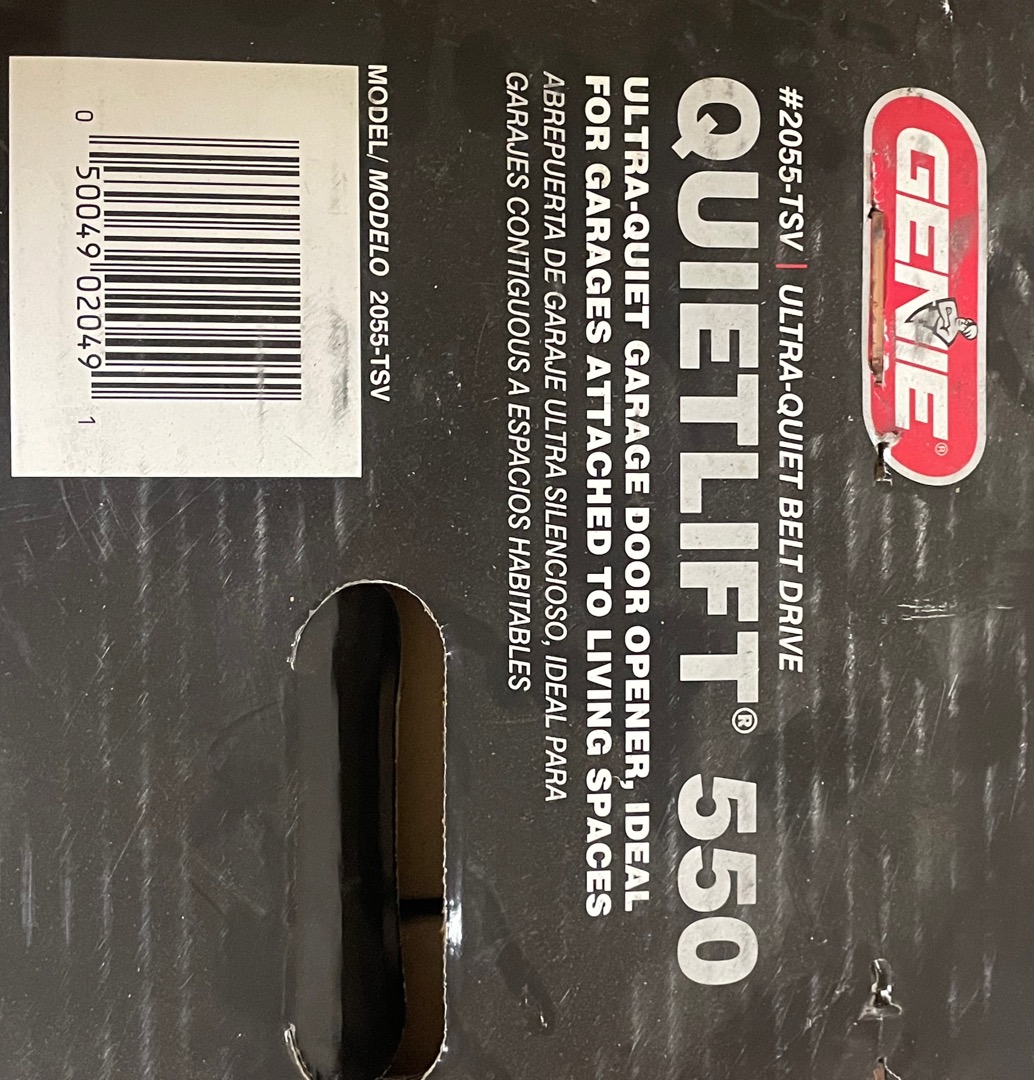 GENIE®
#2055-TSV | ULTRA-QUIET BELT DRIVE
QUIETLIFT® 550
ULTRA-QUIET GARAGE DOOR OPENER, IDEAL
FOR GARAGES ATTACHED TO LIVING SPACES
ABREPUERTA DE GARAJE ULTRA SILENCIOSO, IDEAL PARA
GARAJES CONTIGUOUS A ESPACIOS HABITABLES
MODEL/ MODELO 2055-TSV
0 50049 02049 1